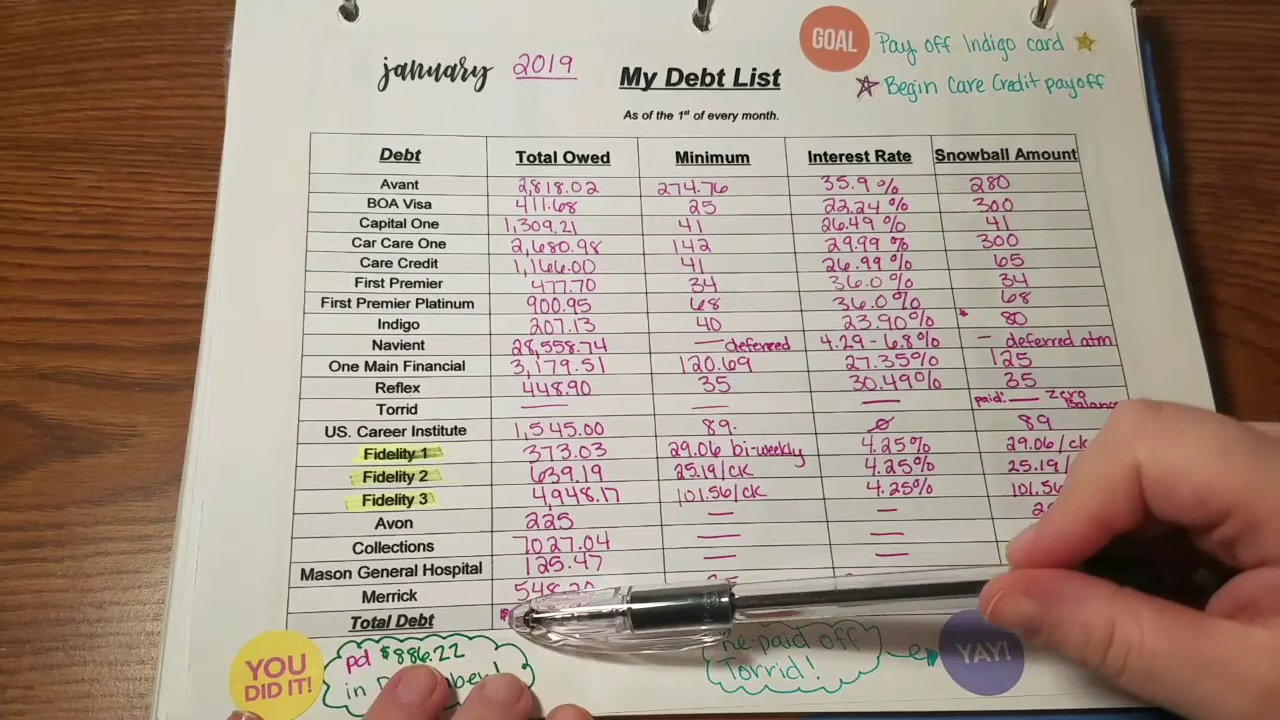 GOAL Pay off Indigo card
january 2019 My Debt List
Begin Care Credit payoff
As of the 1st of every month.
Debt Total Owed Minimum Interest Rate Snowball Amount
Avant 2,818.02 274.76 35.9% 280
BOA Visa 411.68 25 22.24% 300
Capital One 1,309.21 41 26.49% 41
Car Care One 2,680.98 142 29.99% 300
Care Credit 1,166.00 41 26.99% 65
First Premier 477.70 34 36.0% 34
First Premier Platinum 900.95 68 36.0% 68
Indigo 207.13 40 23.90% * 80
Navient 28,558.74 — deferred 4.29 - 6.8% — deferred atm
One Main Financial 3,179.51 120.69 27.35% 125
Reflex 448.90 35 30.49% 35
Torrid — — — paid: — zero Balance
US. Career Institute 1,545.00 89. ∅ 89
Fidelity 1 373.03 29.06 bi-weekly 4.25% 29.06/ck
Fidelity 2 639.19 25.19/ck 4.25% 25.19/
Fidelity 3 4,948.17 101.56/ck 4.25% 101.56
Avon 225 — —
Collections 7027.04 — —
Mason General Hospital 125.47 — —
Merrick
Total Debt $
YOU DID IT!
pd $886.22
in
Re-paid off
Torrid!
YAY!